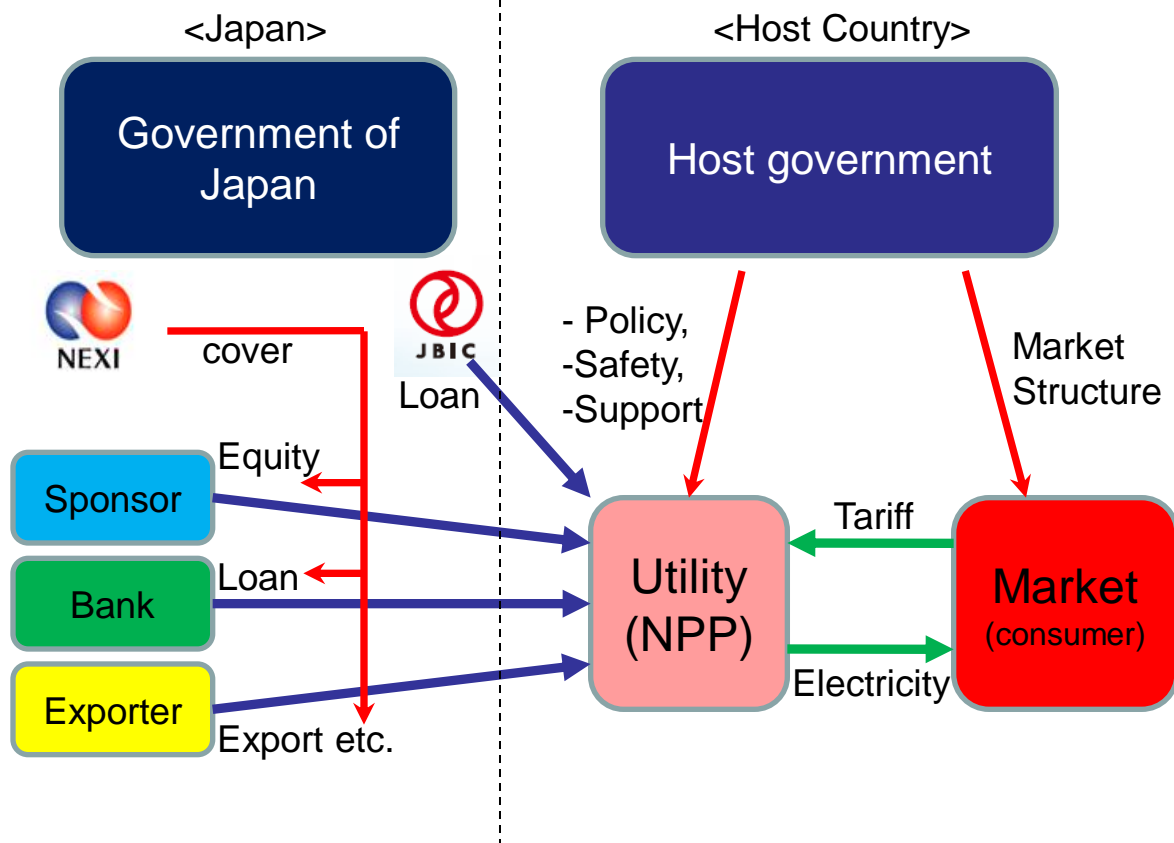 <Japan>
<Host Country>
Government of
Japan
Host government
NEXI
cover
JBIC
Loan
- Policy,
-Safety,
-Support
Market
Structure
Equity
Sponsor
Loan
Bank
Exporter
Export etc.
Utility
(NPP)
Tariff
Electricity
Market
(consumer)